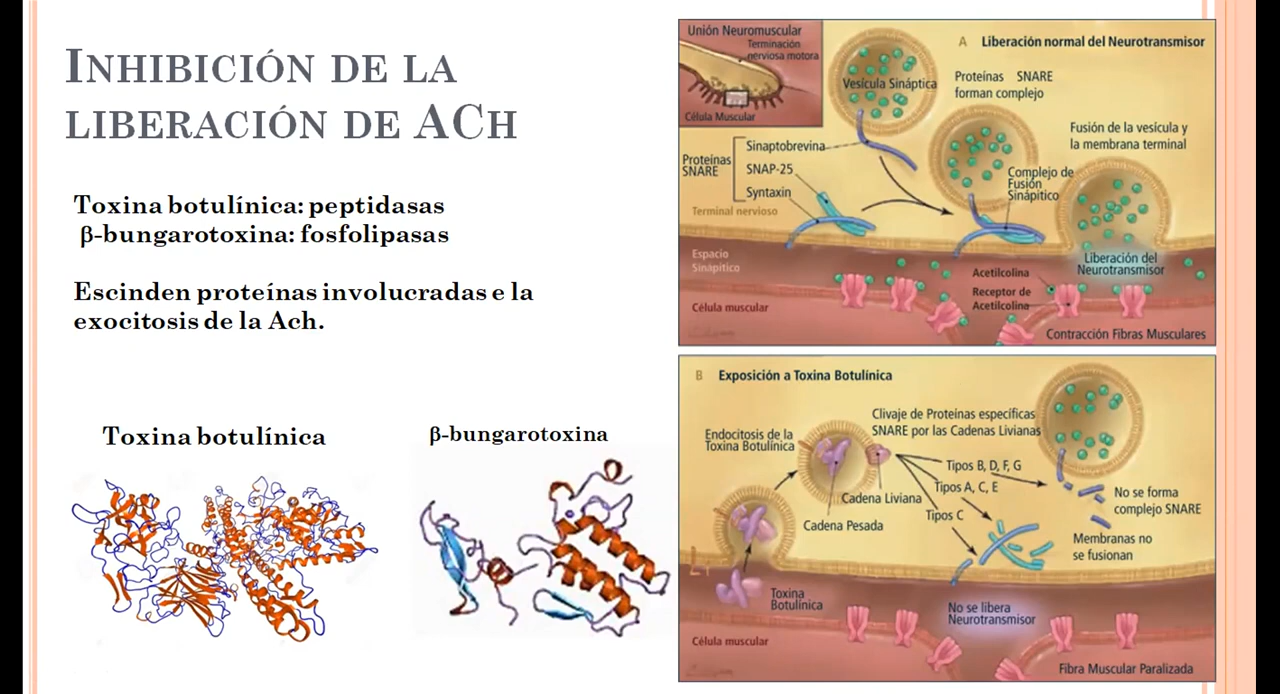 INHIBICIÓN DE LA
LIBERACIÓN DE ACH
Toxina botulínica: peptidasas
β-bungarotoxina: fosfolipasas
Escinden proteínas involucradas e la
exocitosis de la Ach.
Toxina botulínica
β-bungarotoxina
Unión Neuromuscular
Terminación
nerviosa motora
Célula Muscular
A Liberación normal del Neurotransmisor
Vesícula Sináptica
Proteínas SNARE
forman complejo
Fusión de la vesícula y
la membrana terminal
Proteínas
SNARE
Sinaptobrevina
SNAP-25
Syntaxin
Complejo de
Fusión
Sináptico
Terminal nervioso
Espacio
Sináptico
Liberación del
Neurotransmisor
Acetilcolina
Receptor de
Acetilcolina
Célula muscular
Contracción Fibras Musculares
B Exposición a Toxina Botulínica
Clivaje de Proteínas específicas
SNARE por las Cadenas Livianas
Endocitosis de la
Toxina Botulínica
Tipos B, D, F, G
Tipos A, C, E
Tipos C
Cadena Liviana
Cadena Pesada
No se forma
complejo SNARE
Membranas no
se fusionan
Toxina
Botulínica
No se libera
Neurotransmisor
Célula muscular
Fibra Muscular Paralizada